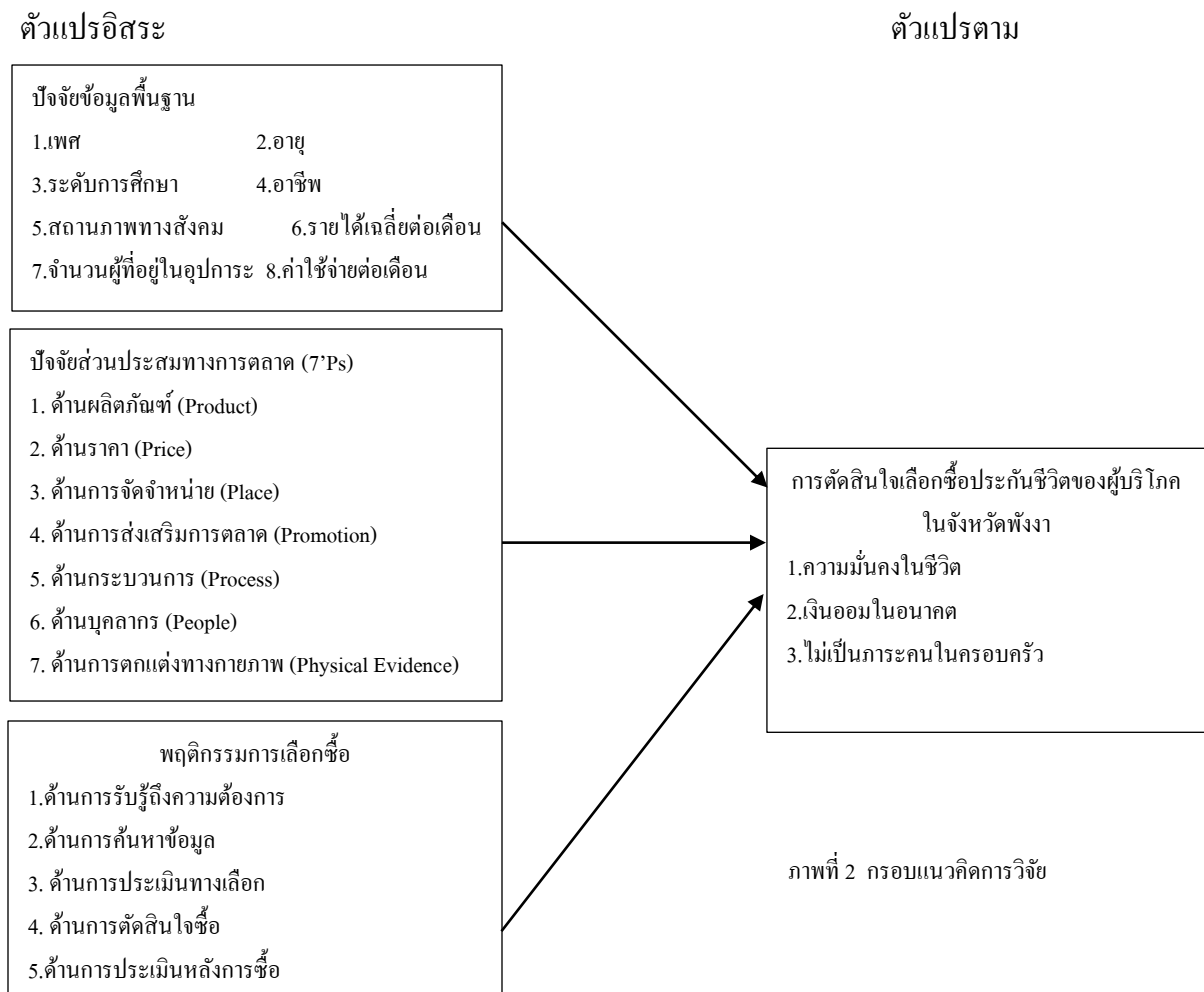 ตัวแปรอิสระ
ตัวแปรตาม
ปัจจัยข้อมูลพื้นฐาน
1.เพศ 2.อายุ
3.ระดับการศึกษา 4.อาชีพ
5.สถานภาพทางสังคม 6.รายได้เฉลี่ยต่อเดือน
7.จำนวนผู้ที่อยู่ในอุปการะ 8.ค่าใช้จ่ายต่อเดือน
ปัจจัยส่วนประสมทางการตลาด (7’Ps)
1. ด้านผลิตภัณฑ์ (Product)
2. ด้านราคา (Price)
3. ด้านการจัดจำหน่าย (Place)
4. ด้านการส่งเสริมการตลาด (Promotion)
5. ด้านกระบวนการ (Process)
6. ด้านบุคลากร (People)
7. ด้านการตกแต่งทางกายภาพ (Physical Evidence)
พฤติกรรมการเลือกซื้อ
1.ด้านการรับรู้ถึงความต้องการ
2.ด้านการค้นหาข้อมูล
3. ด้านการประเมินทางเลือก
4. ด้านการตัดสินใจซื้อ
5.ด้านการประเมินหลังการซื้อ
การตัดสินใจเลือกซื้อประกันชีวิตของผู้บริโภค
ในจังหวัดพังงา
1.ความมั่นคงในชีวิต
2.เงินออมในอนาคต
3.ไม่เป็นภาระคนในครอบครัว
ภาพที่ 2 กรอบแนวคิดการวิจัย